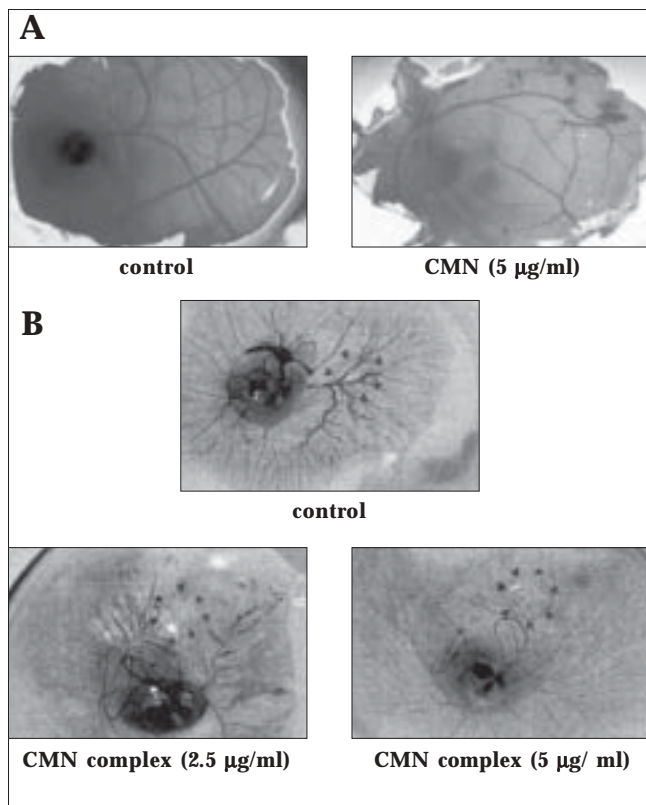 A
control
CMN (5 µg/ml)
B
control
CMN complex (2.5 µg/ml)
CMN complex (5 µg/ ml)